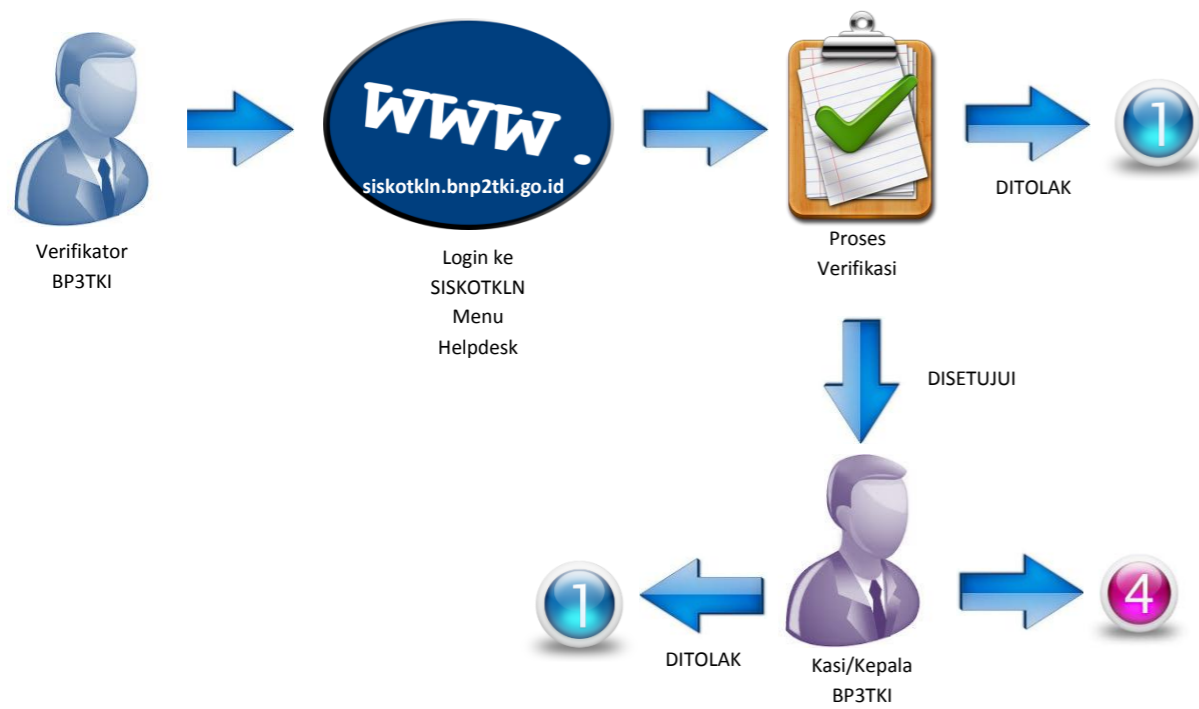 www.
siskotkln.bnp2tki.go.id
1
DITOLAK
Verifikator
BP3TKI
Login ke
SISKOTKLN
Menu
Helpdesk
Proses
Verifikasi
DISETUJUI
1
DITOLAK
Kasi/Kepala
BP3TKI
4